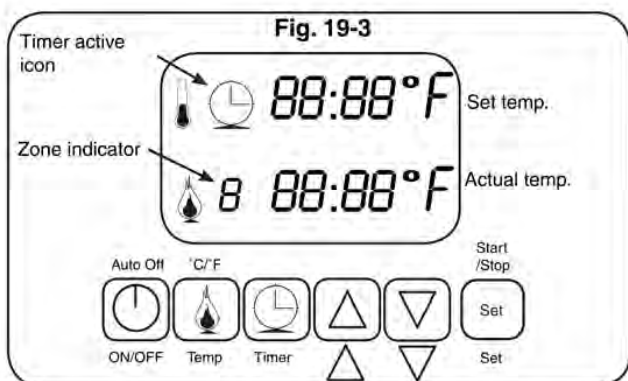 Fig. 19-3
Timer active
icon
88:88°F
Set temp.
Zone indicator
8 88:88°F
Actual temp.
Auto Off °C/°F Start
/Stop
Set
ON/OFF Temp Timer Set